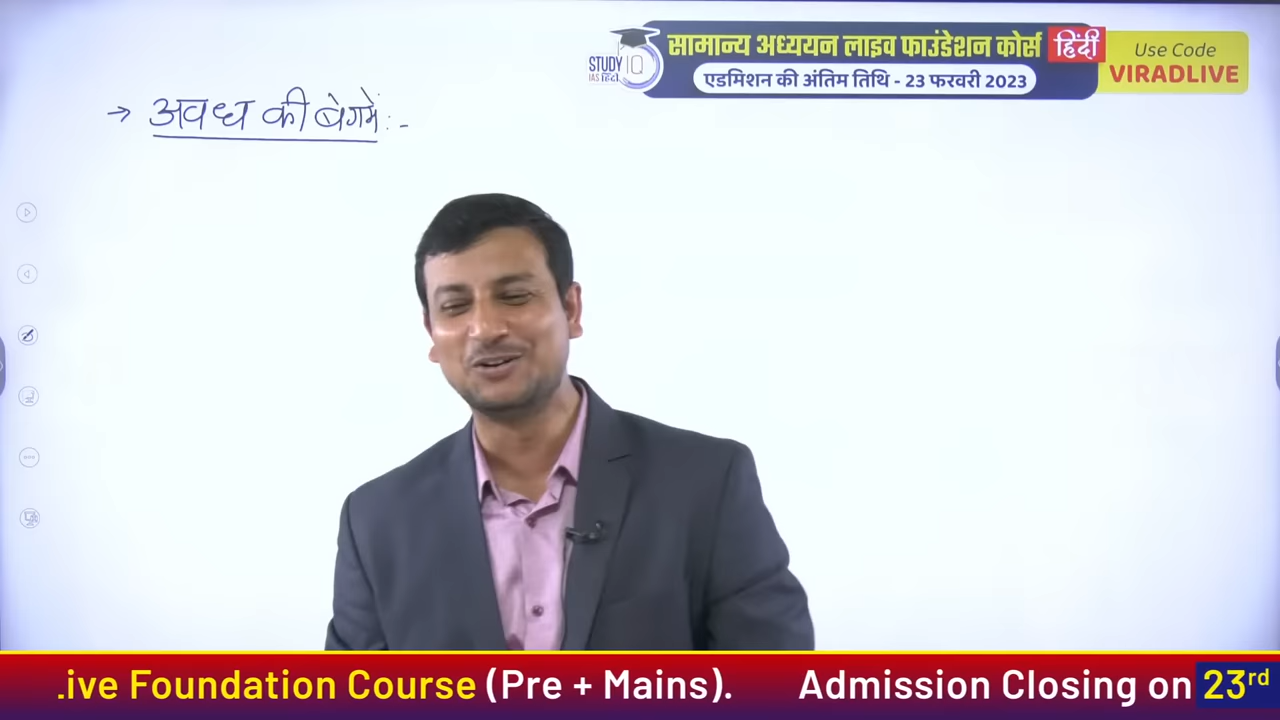 सामान्य अध्ययन लाइव फाउंडेशन कोर्स हिंदी
STUDY IQ
IAS हिंदी
एडमिशन की अंतिम तिथि - 23 फरवरी 2023
Use Code
VIRADLIVE
→ अवध की बेगमें :-
.ive Foundation Course (Pre + Mains). Admission Closing on 23rd